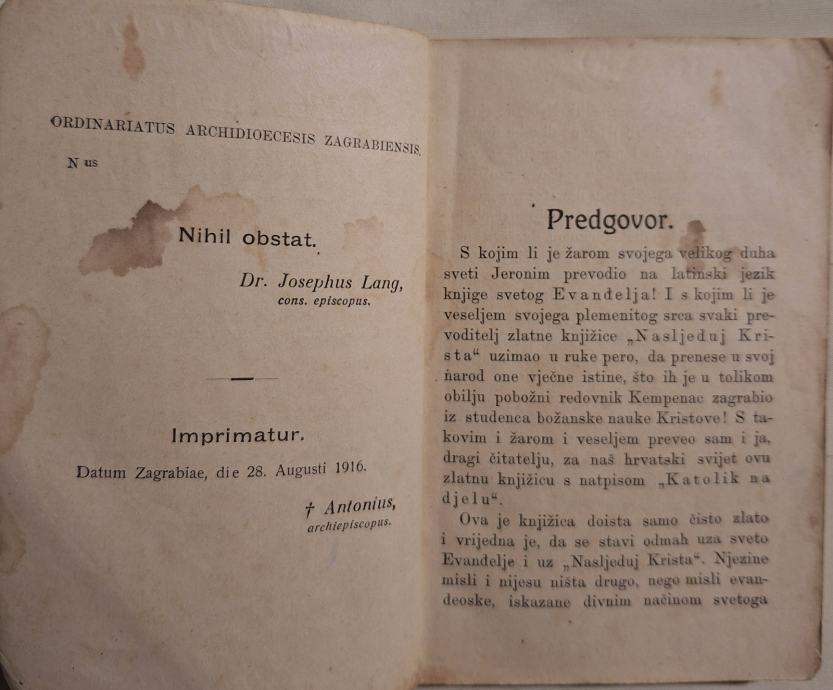 ORDINARIATUS ARCHIDIOECESIS ZAGRABIENSIS.
Nus
Nihil obstat.
Dr. Josephus Lang,
cons. episcopus.
Imprimatur.
Datum Zagrabiae, die 28. Augusti 1916.
† Antonius,
archiepiscopus.
Predgovor.
S kojim li je žarom svojega velikog duha
sveti Jeronim prevodio na latinski jezik
knjige svetog Evanđelja! I s kojim li je
veseljem svojega plemenitog srca svaki pre-
voditelj zlatne knjižice „Nasljeduj Kri-
sta“ uzimao u ruke pero, da prenese u svoj
narod one vječne istine, što ih je u tolikom
obilju pobožni redovnik Kempenac zagrabio
iz studenca božanske nauke Kristove! S ta-
kovim i žarom i veseljem preveo sam i ja,
dragi čitatelju, za naš hrvatski svijet ovu
zlatnu knjižicu s natpisom „Katolik na
djelu“.
Ova je knjižica doista samo čisto zlato
i vrijedna je, da se stavi odmah uza sveto
Evanđelje i uz „Nasljeduj Krista“. Njezine
misli i nijesu ništa drugo, nego misli evan-
đeoske, iskazane divnim načinom svetoga